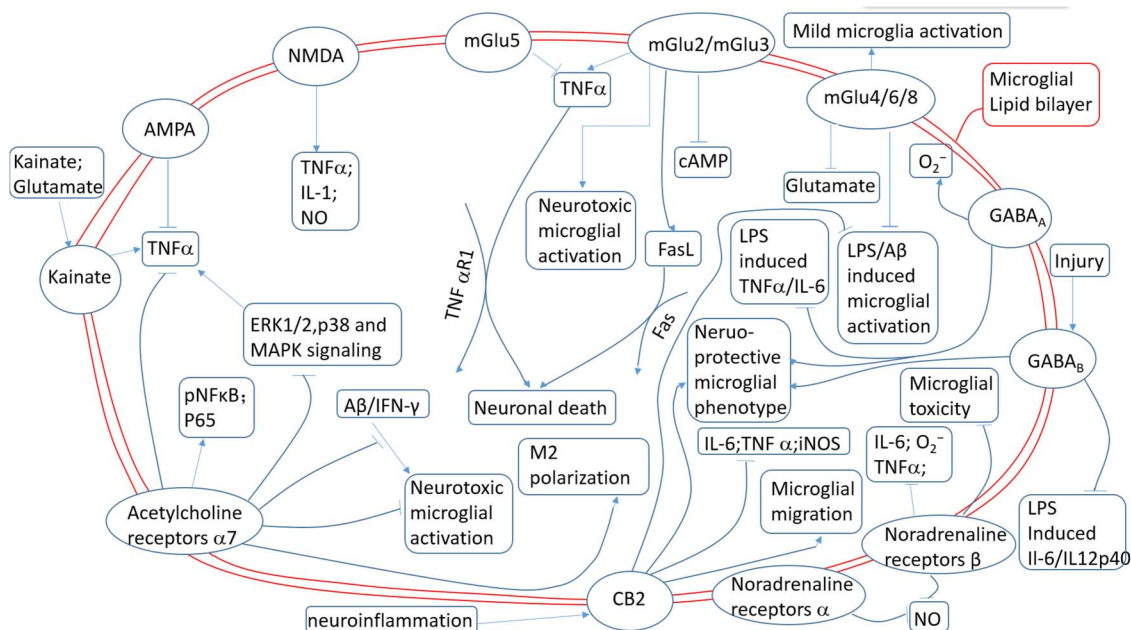 mGlu5
mGlu2/mGlu3
Mild microglia activation
NMDA
TNFα
mGlu4/6/8
Microglial
Lipid bilayer
AMPA
Kainate;
Glutamate
TNFα;
IL-1;
NO
cAMP
Glutamate
O₂⁻
GABAA
TNFα
Neurotoxic
microglial
activation
FasL
LPS
induced
TNFα/IL-6
LPS/Aβ
induced
microglial
activation
Injury
Kainate
TNF αR1
Fas
ERK1/2,p38 and
MAPK signaling
Neruo-
protective
microglial
phenotype
GABAB
pNFκB;
P65
Aβ/IFN-γ
Neuronal death
Microglial
toxicity
M2
polarization
IL-6;TNF α;iNOS
IL-6; O₂⁻
TNFα;
Neurotoxic
microglial
activation
Microglial
migration
Acetylcholine
receptors α7
LPS
Induced
Il-6/IL12p40
Noradrenaline
receptors β
CB2
Noradrenaline
receptors α
neuroinflammation
NO